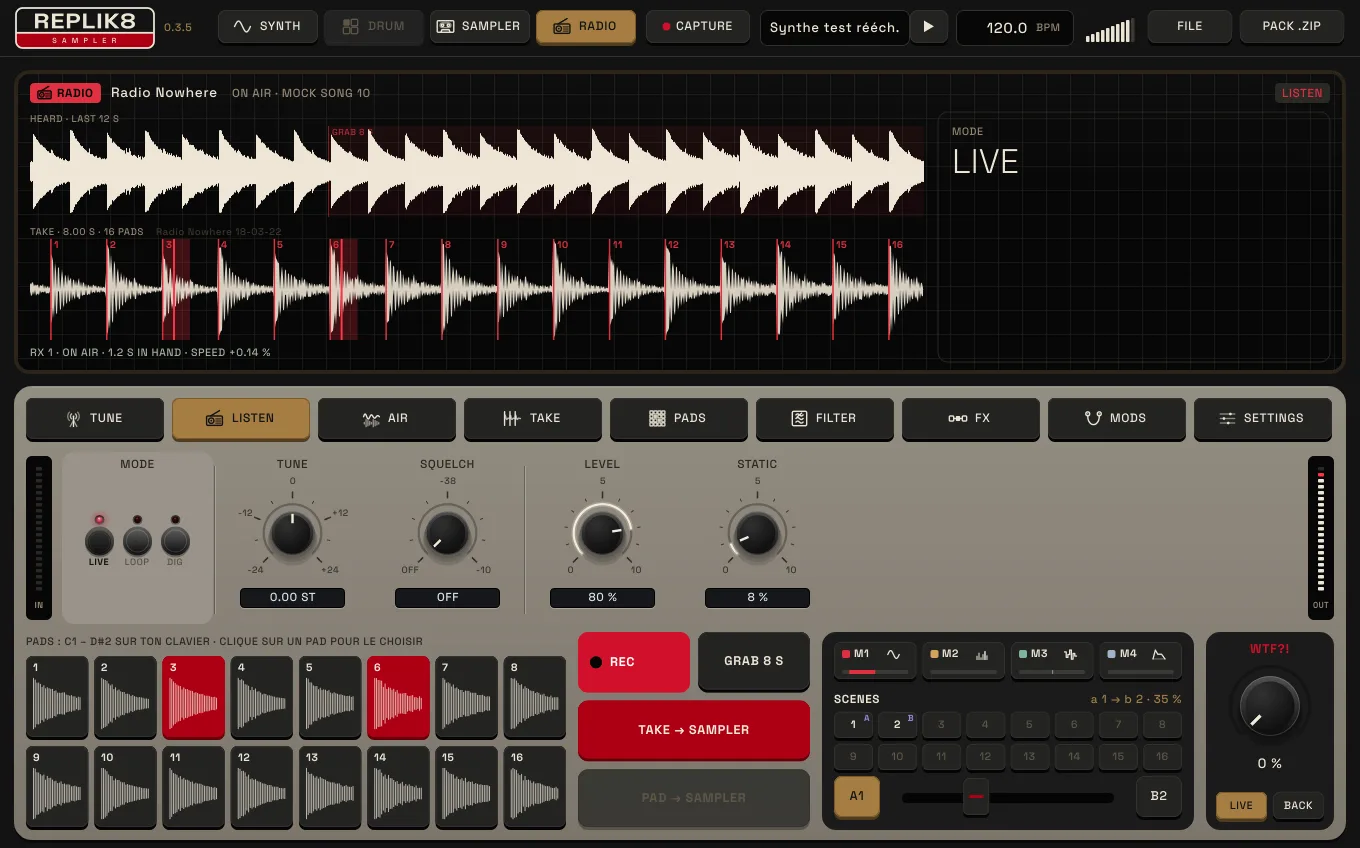 REPLIK8
SAMPLER
0.3.5
SYNTH
DRUM
SAMPLER
RADIO
CAPTURE
Synthe test rééch.
120.0 BPM
FILE
PACK .ZIP
RADIO
Radio Nowhere
ON AIR · MOCK SONG 10
LISTEN
HEARD · LAST 12 S
GRAB 8 S
MODE
LIVE
TAKE · 8.00 S · 16 PADS
Radio Nowhere 18-03-22
1 2 3 4 5 6 7 8 9 10 11 12 13 14 15 16
RX 1 · ON AIR · 1.2 S IN HAND · SPEED +0.14 %
TUNE
LISTEN
AIR
TAKE
PADS
FILTER
FX
MODS
SETTINGS
IN
MODE
LIVE
LOOP
DIG
TUNE
0
-12
+12
-24
+24
0.00 ST
SQUELCH
-38
OFF
-10
OFF
LEVEL
5
0
10
80 %
STATIC
5
0
10
8 %
OUT
PADS : C1 – D#2 SUR TON CLAVIER · CLIQUE SUR UN PAD POUR LE CHOISIR
1 2 3 4 5 6 7 8
9 10 11 12 13 14 15 16
REC
GRAB 8 S
TAKE → SAMPLER
PAD → SAMPLER
M1
M2
M3
M4
SCENES
a 1 → b 2 · 35 %
1 A 2 B 3 4 5 6 7 8
9 10 11 12 13 14 15 16
A1
B2
WTF?!
0 %
LIVE
BACK